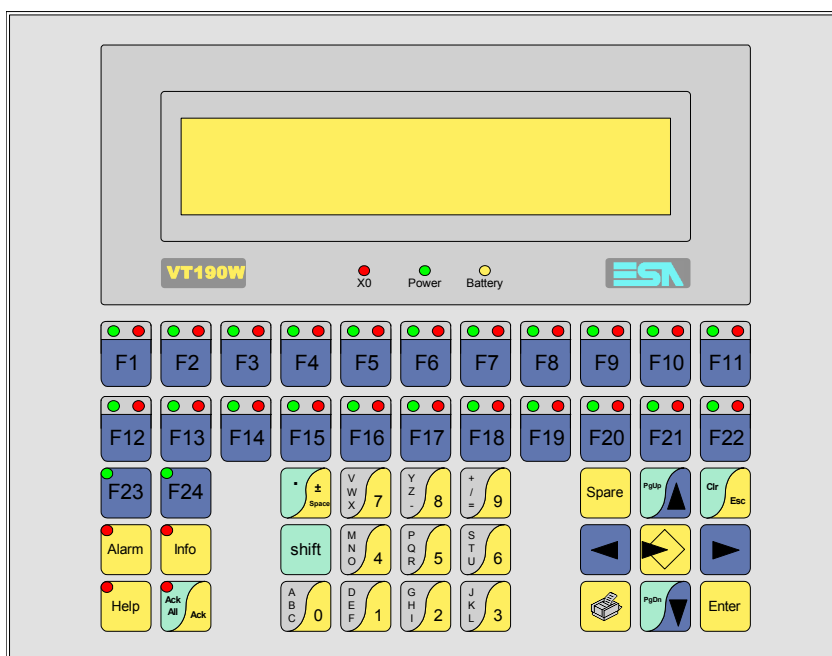 VT190W
X0 Power Battery
ESA
F1 F2 F3 F4 F5 F6 F7 F8 F9 F10 F11
F12 F13 F14 F15 F16 F17 F18 F19 F20 F21 F22
F23 F24
. ± Space
V W X 7
Y Z - 8
+ / = 9
Spare
PgUp
Clr Esc
Alarm Info
shift
M N O 4
P Q R 5
S T U 6
Help
Ack All Ack
A B C 0
D E F 1
G H I 2
J K L 3
PgDn
Enter